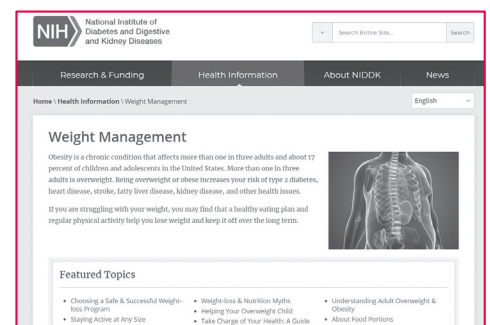 NIH
National Institute of
Diabetes and Digestive
and Kidney Diseases
Search Entire Site...
Search
Research & Funding
Health Information
About NIDDK
News
Home \ Health Information \ Weight Management
English
Weight Management
Obesity is a chronic condition that affects more than one in three adults and about 17
percent of children and adolescents in the United States. More than one in three
adults is overweight. Being overweight or obese increases your risk of type 2 diabetes,
heart disease, stroke, fatty liver disease, kidney disease, and other health issues.
If you are struggling with your weight, you may find that a healthy eating plan and
regular physical activity help you lose weight and keep it off over the long term.
Featured Topics
• Choosing a Safe & Successful Weight-
loss Program
• Staying Active at Any Size
• Weight-loss & Nutrition Myths
• Helping Your Overweight Child
• Take Charge of Your Health: A Guide
• Understanding Adult Overweight &
Obesity
• About Food Portions